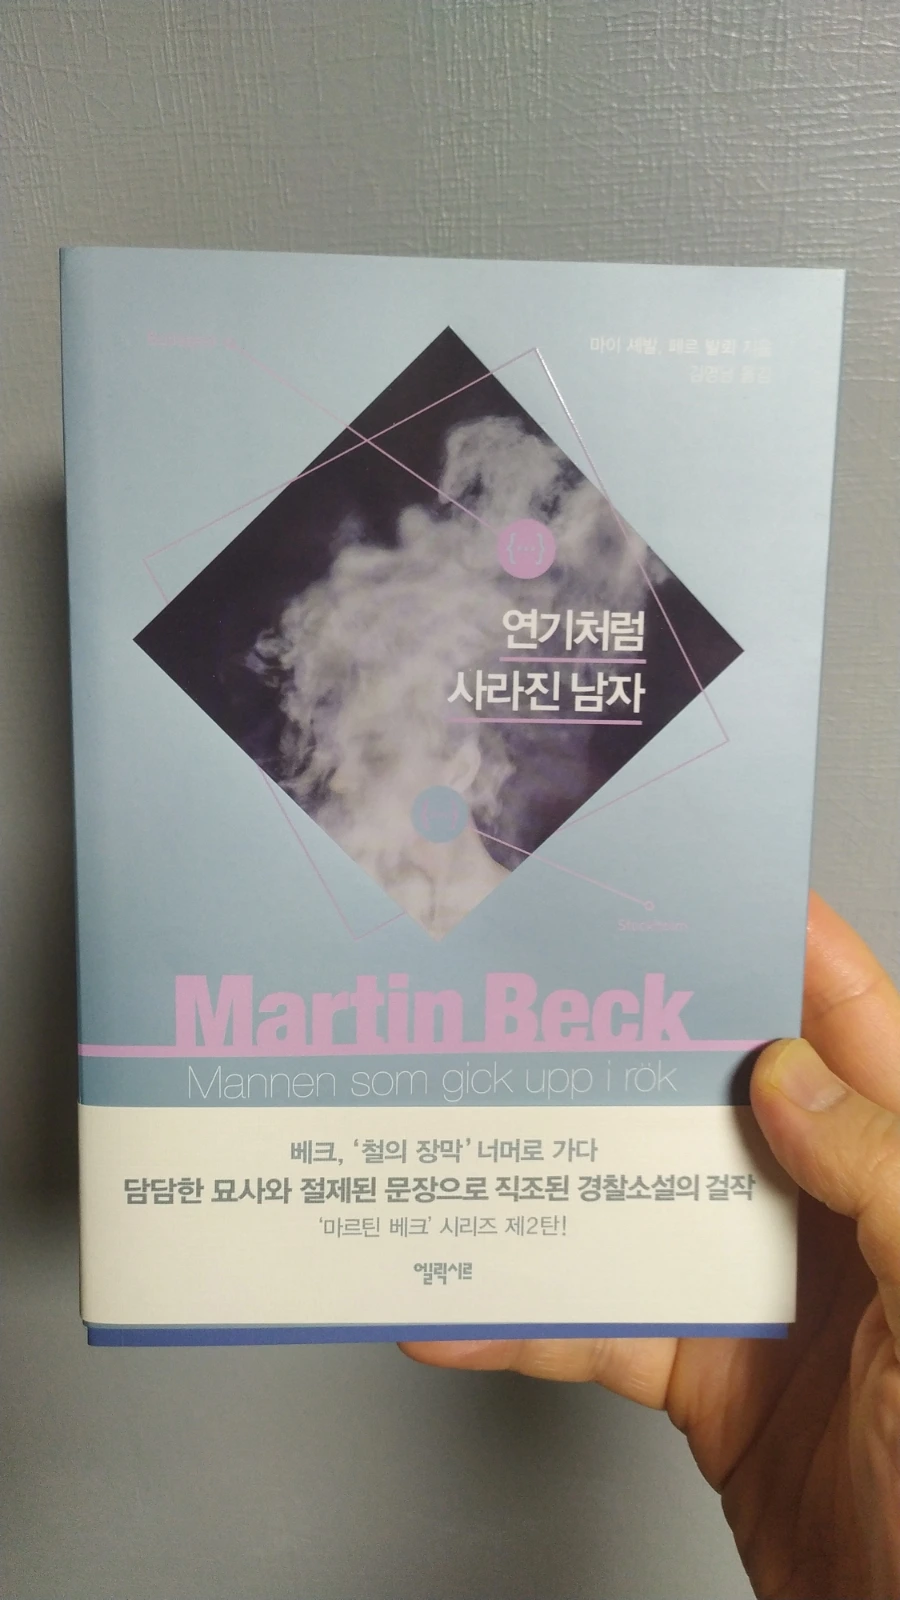 마이 셰발, 페르 발뢰 지음
김명남 옮김
{···}
연기처럼
사라진 남자
Stockholm
Martin Beck
Mannen som gick upp i rök
베크, ‘철의 장막’ 너머로 가다
담담한 묘사와 절제된 문장으로 직조된 경찰소설의 걸작
‘마르틴 베크’ 시리즈 제2탄!
엘릭시르